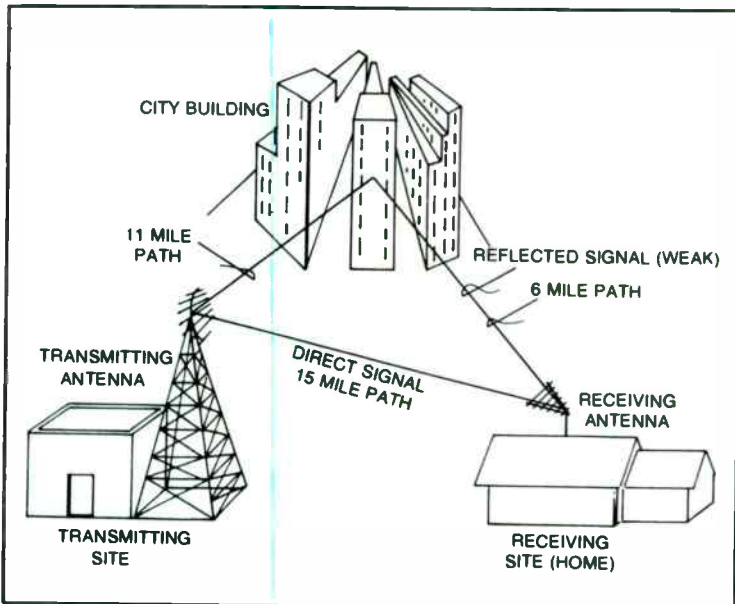 CITY BUILDING
11 MILE
PATH
REFLECTED SIGNAL (WEAK)
6 MILE PATH
TRANSMITTING
ANTENNA
DIRECT SIGNAL
15 MILE PATH
RECEIVING
ANTENNA
TRANSMITTING
SITE
RECEIVING
SITE (HOME)